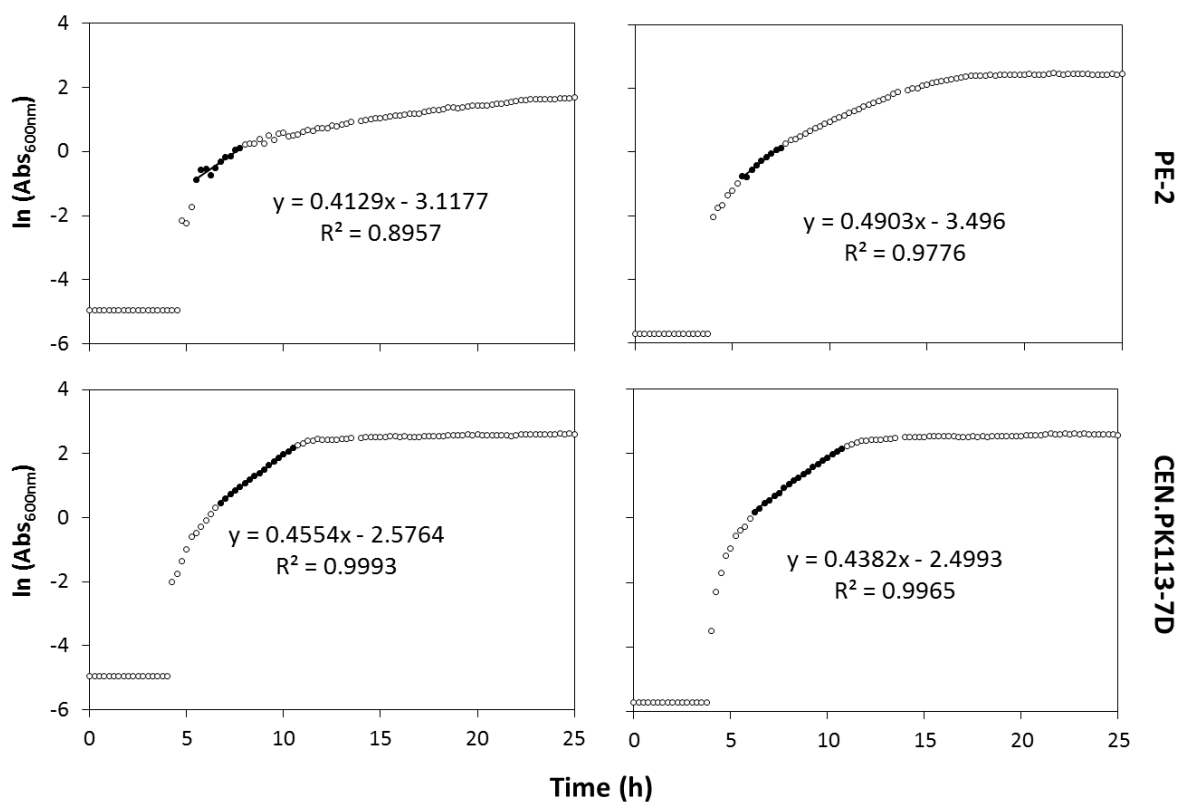 4
2
0
-2
-4
-6
ln (Abs600nm)
y = 0.4129x - 3.1177
R² = 0.8957
y = 0.4903x - 3.496
R² = 0.9776
PE-2
4
2
0
-2
-4
-6
ln (Abs600nm)
y = 0.4554x - 2.5764
R² = 0.9993
y = 0.4382x - 2.4993
R² = 0.9965
CEN.PK113-7D
0 5 10 15 20 25
0 5 10 15 20 25
Time (h)